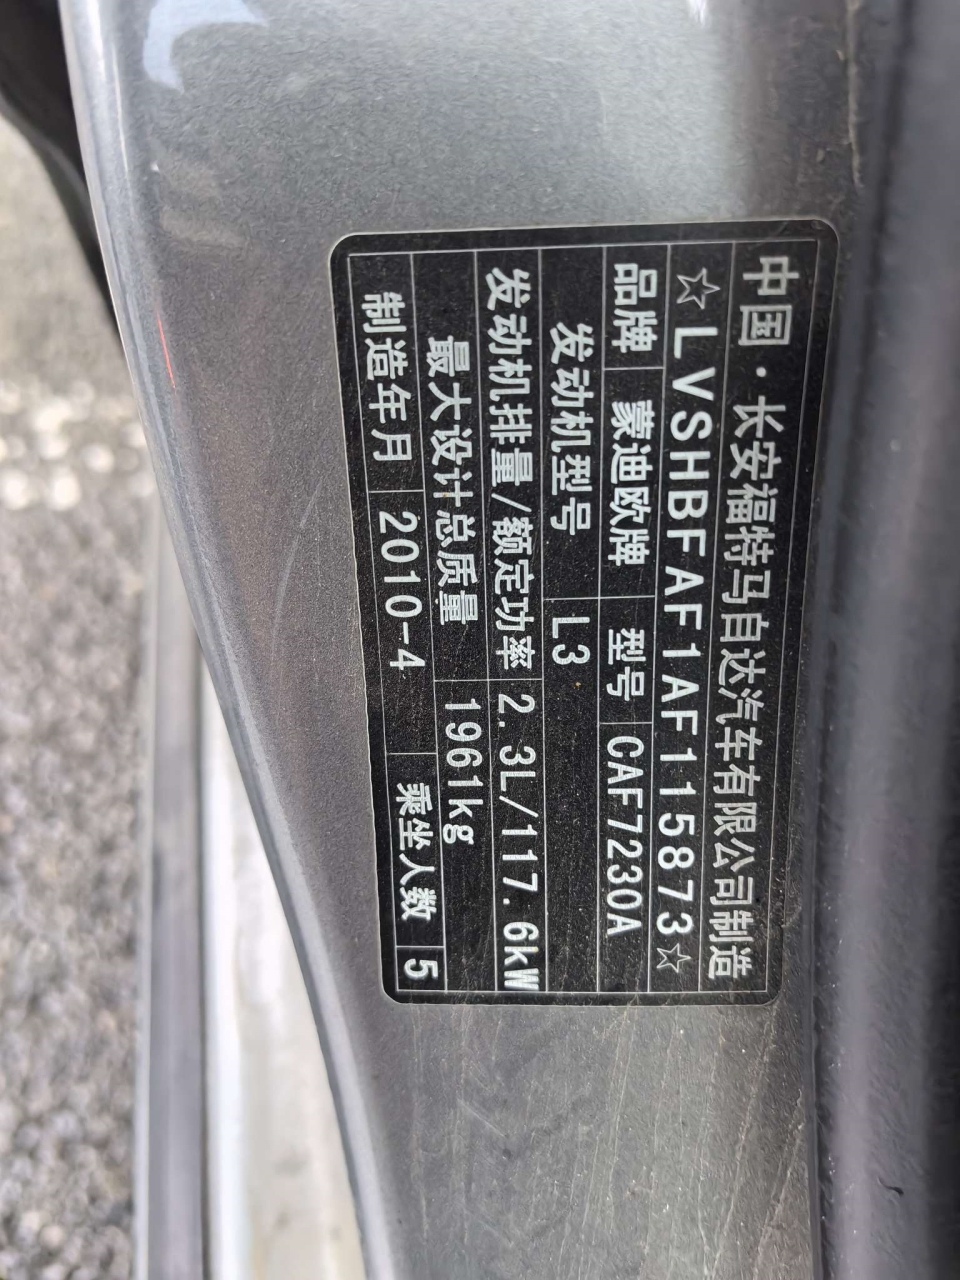 中国·长安福特马自达汽车有限公司制造
☆LVSHBFAF1AF115873☆
品牌 蒙迪欧牌 型号 CAF7230A
发动机型号 L3
发动机排量/额定功率 2.3L/117.6kW
最大设计总质量 1961kg
制造年月 2010-4 乘坐人数 5